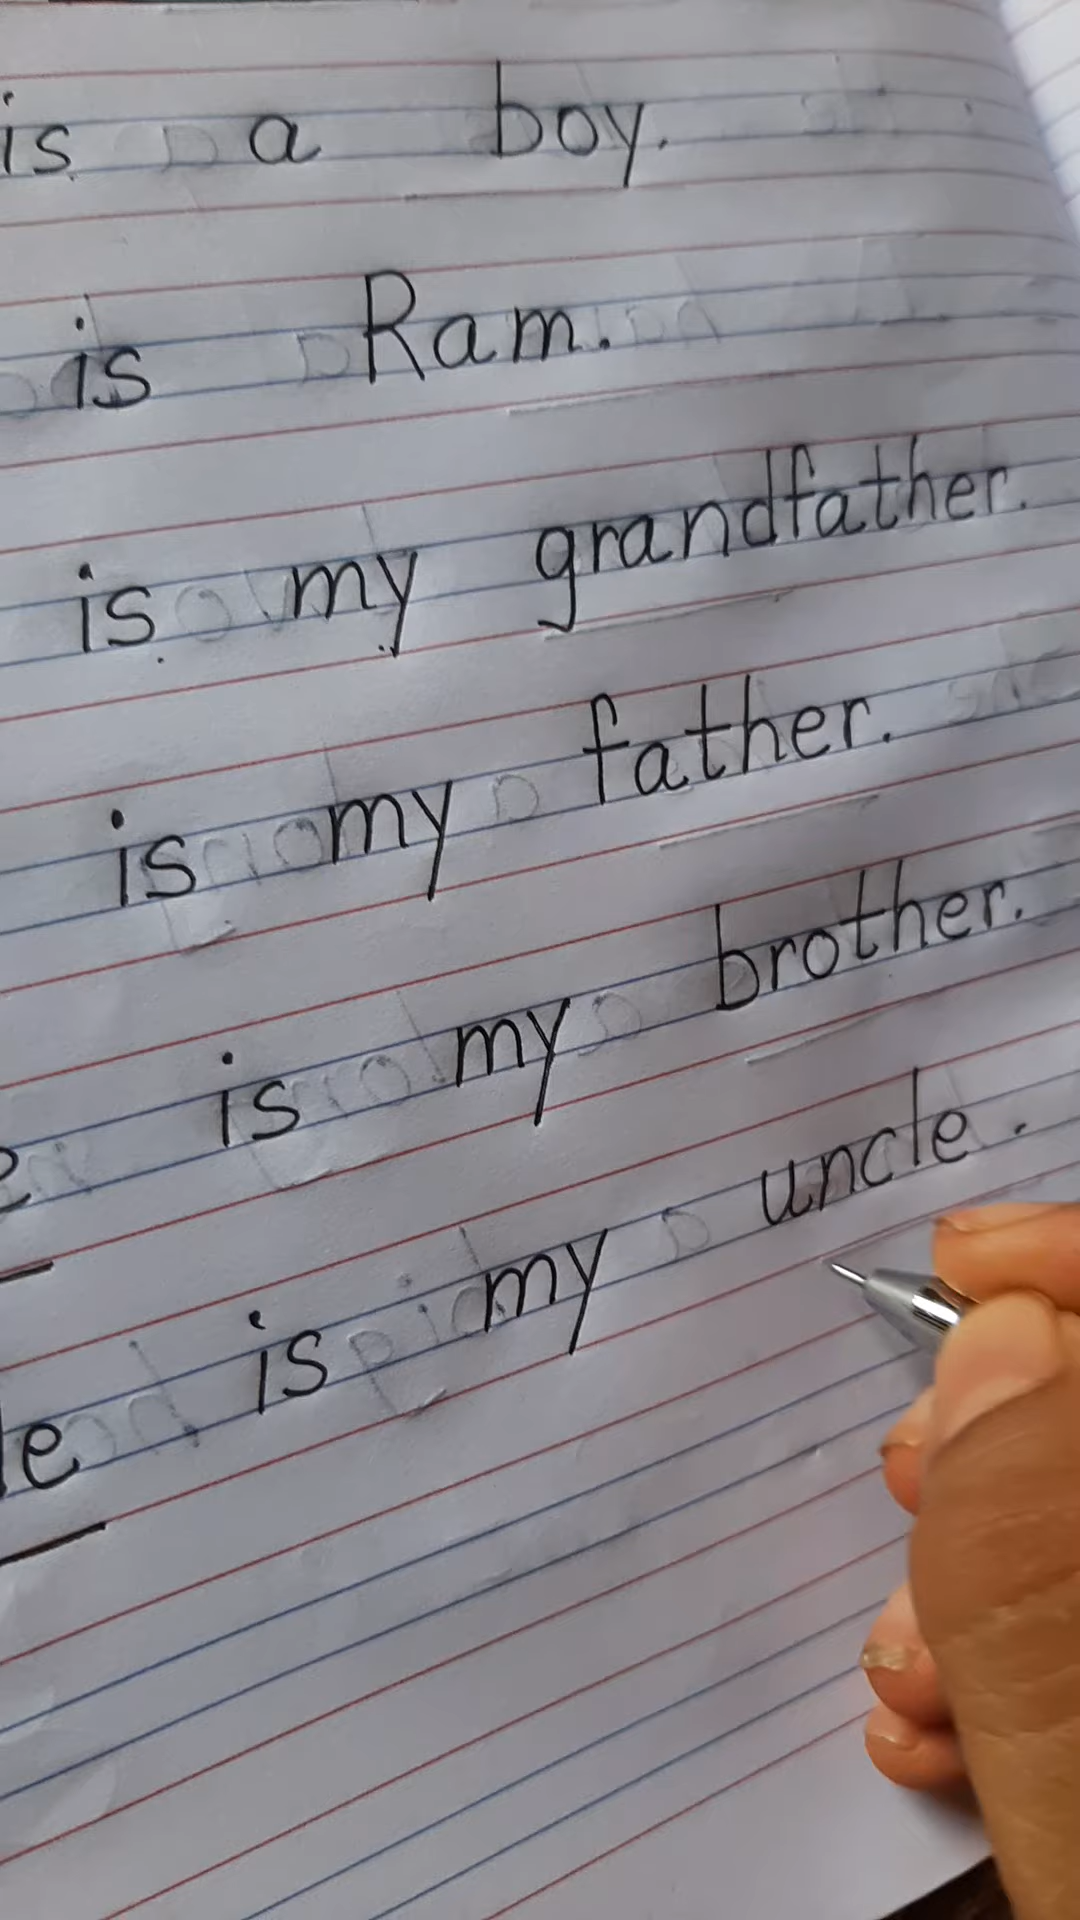 is a boy.
is Ram.
is my grandfather.
is my father.
is my brother.
is my uncle.